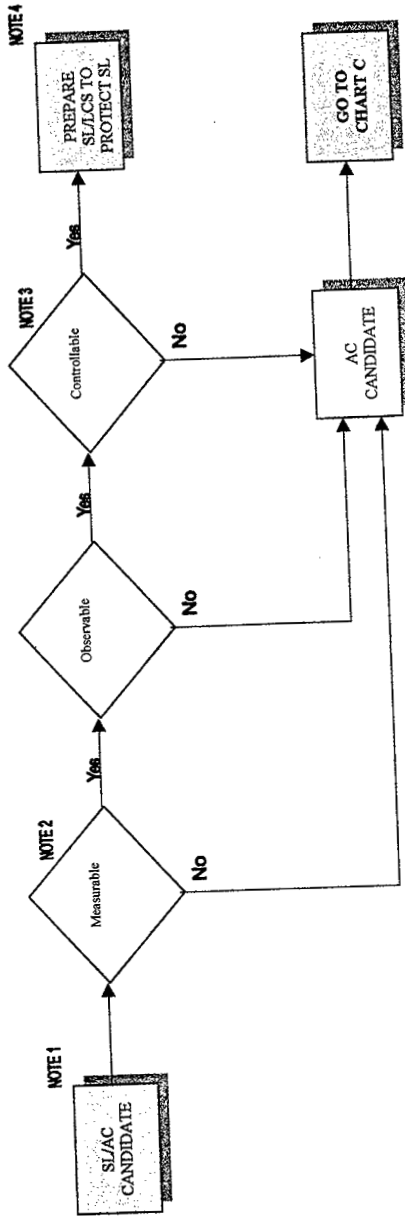 NOTE 1
SL/AC
CANDIDATE
NOTE 2
Measurable
Yes
No
Observable
Yes
No
NOTE 3
Controllable
Yes
No
NOTE 4
PREPARE
SL/LCS TO
PROTECT SL
AC
CANDIDATE
GO TO
CHART C